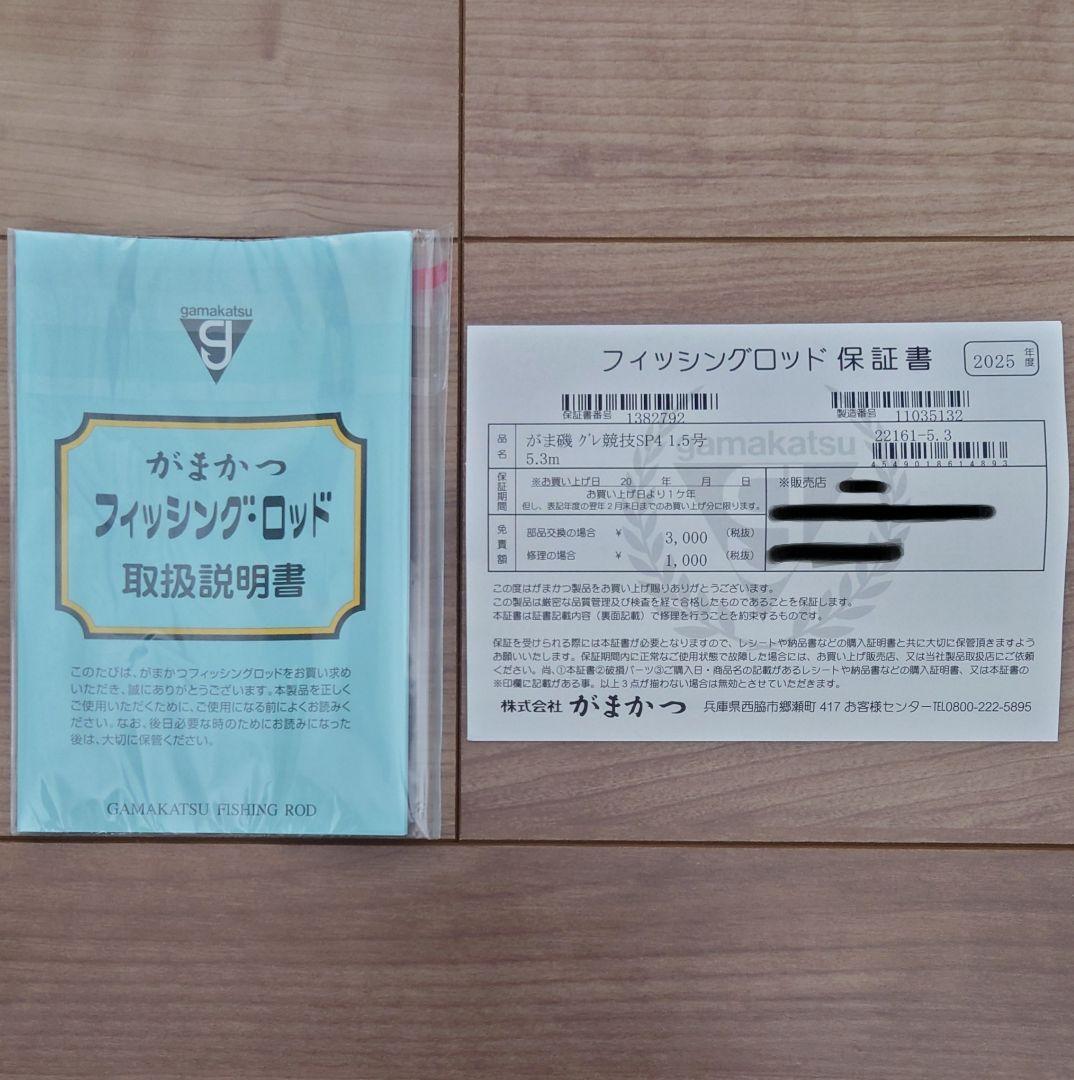 gamakatsu
g
がまかつ
フィッシング・ロッド
取扱説明書
このたびは、がまかつフィッシングロッドをお買い求め
いただき、誠にありがとうございます。本製品を正しく
ご使用いただくために、ご使用になる前によくお読みく
ださい。なお、後日必要な時のためにお読みになった
後は、大切に保管ください。
GAMAKATSU FISHING ROD
フィッシングロッド 保証書
2025 年度
保証書番号 1382792
製造番号 11035132
品名 がま磯 グレ競技SP4 1.5号
5.3m
gamakatsu
22161-5.3
4549018614893
保証期間 ※お買い上げ日 20 年 月 日
お買い上げ日より1ケ年
但し、表記年度の翌年2月末日までのお買い上げ分に限ります。
※販売店
免責額 部品交換の場合 ¥ 3,000 (税抜)
修理の場合 ¥ 1,000 (税抜)
この度はがまかつ製品をお買い上げ賜りありがとうございます。
この製品は厳密な品質管理及び検査を経て合格したものであることを保証します。
本証書は証書記載内容(裏面記載)で修理を行うことを約束するものです。
保証を受けられる際には本証書が必要となりますので、レシートや納品書などの購入証明書と共に大切に保管頂きますよう
お願いいたします。保証期間内に正常なご使用状態で故障した場合には、お買い上げ販売店、又は当社製品取扱店にご依頼
ください。尚、①本証書②破損パーツ③ご購入日・商品名の記載があるレシートや納品書などの購入証明書、又は本証書の
※印欄に記載がある事。以上3点が揃わない場合は無効とさせていただきます。
株式会社 がまかつ 兵庫県西脇市郷瀬町 417 お客様センターTEL0800-222-5895